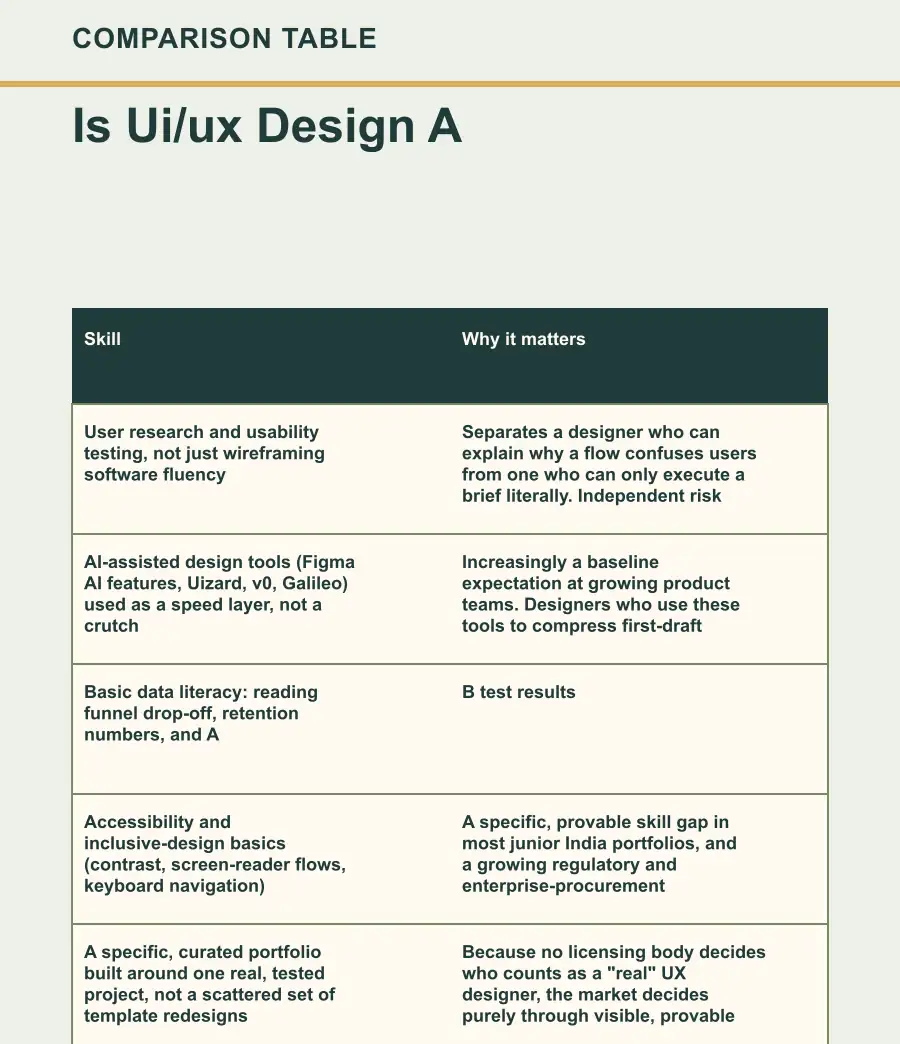 COMPARISON TABLE
Is Ui/ux Design A
Skill
Why it matters
User research and usability
testing, not just wireframing
software fluency
Separates a designer who can
explain why a flow confuses users
from one who can only execute a
brief literally. Independent risk
AI-assisted design tools (Figma
AI features, Uizard, v0, Galileo)
used as a speed layer, not a
crutch
Increasingly a baseline
expectation at growing product
teams. Designers who use these
tools to compress first-draft
Basic data literacy: reading
funnel drop-off, retention
numbers, and A
B test results
Accessibility and
inclusive-design basics
(contrast, screen-reader flows,
keyboard navigation)
A specific, provable skill gap in
most junior India portfolios, and
a growing regulatory and
enterprise-procurement
A specific, curated portfolio
built around one real, tested
project, not a scattered set of
template redesigns
Because no licensing body decides
who counts as a "real" UX
designer, the market decides
purely through visible, provable